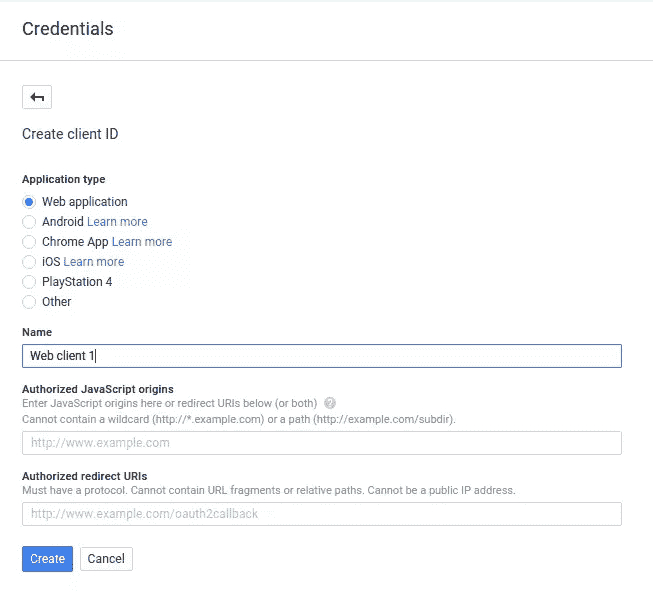 Credentials
Create client ID
Application type
Web application
Android Learn more
Chrome App Learn more
iOS Learn more
PlayStation 4
Other
Name
Web client 1
Authorized JavaScript origins
Enter JavaScript origins here or redirect URIs below (or both) ?
Cannot contain a wildcard (http://*.example.com) or a path (http://example.com/subdir).
http://www.example.com
Authorized redirect URIs
Must have a protocol. Cannot contain URL fragments or relative paths. Cannot be a public IP address.
http://www.example.com/oauth2callback
Create Cancel